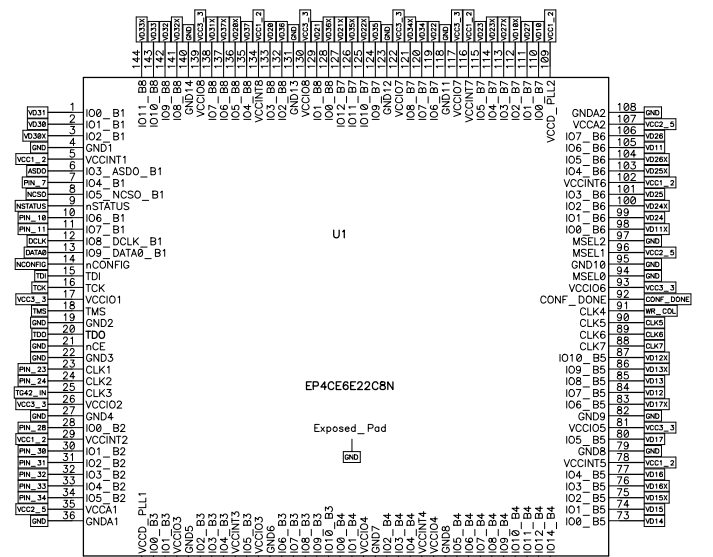 VD33X 144 IO11_B8
VD33 143 IO10_B8
VD32 142 IO9_B8
VD32X 141 IO8_B8
GND 140 GND14
VCC3_3 139 VCCIO8
VD31X 138 IO7_B8
VD37X 137 IO6_B8
VD20X 136 IO5_B8
VD37 135 IO4_B8
VCC1_2 134 VCCINT8
VD20 133 IO3_B8
VD36 132 IO2_B8
GND 131 GND13
VCC3_3 130 VCCIO8
VD21 129 IO1_B8
VD36X 128 IO0_B8
VD21X 127 IO12_B7
VD35X 126 IO11_B7
VD22X 125 IO10_B7
VD35 124 IO9_B7
GND 123 GND12
VCC3_3 122 VCCIO7
VD34X 121 IO8_B7
VD34 120 IO7_B7
VD22 119 IO6_B7
GND 118 GND11
VCC3_3 117 VCCIO7
VCC1_2 116 VCCINT7
VD23 115 IO5_B7
VD23X 114 IO4_B7
VD27X 113 IO3_B7
VD10X 112 IO2_B7
VD27 111 IO1_B7
VD10 110 IO0_B7
VCC1_2 109 VCCD_PLL2
VD31 1 IO0_B1
VD30 2 IO1_B1
VD30X 3 IO2_B1
GND 4 GND1
VCC1_2 5 VCCINT1
ASDO 6 IO3_ASDO_B1
PIN_7 7 IO4_B1
NCSO 8 IO5_NCSO_B1
NSTATUS 9 nSTATUS
PIN_10 10 IO6_B1
PIN_11 11 IO7_B1
DCLK 12 IO8_DCLK_B1
DATA0 13 IO9_DATA0_B1
NCONFIG 14 nCONFIG
TDI 15 TDI
TCK 16 TCK
VCC3_3 17 VCCIO1
TMS 18 TMS
GND 19 GND2
TDO 20 TDO
GND 21 nCE
GND 22 GND3
PIN_23 23 CLK1
PIN_24 24 CLK2
TG42_IN 25 CLK3
VCC3_3 26 VCCIO2
GND 27 GND4
PIN_28 28 IO0_B2
VCC1_2 29 VCCINT2
PIN_30 30 IO1_B2
PIN_31 31 IO2_B2
PIN_32 32 IO3_B2
PIN_33 33 IO4_B2
PIN_34 34 IO5_B2
VCC2_5 35 VCCA1
GND 36 GNDA1
U1
EP4CE6E22C8N
Exposed_Pad
GND
GNDA2 108 GND
VCCA2 107 VCC2_5
IO7_B6 106 VD26
IO6_B6 105 VD11
IO5_B6 104 VD26X
IO4_B6 103 VD25X
VCCINT6 102 VCC1_2
IO3_B6 101 VD25
IO2_B6 100 VD24X
IO1_B6 99 VD24
IO0_B6 98 VD11X
MSEL2 97 GND
MSEL1 96 VCC2_5
GND10 95 GND
MSEL0 94 GND
VCCIO6 93 VCC3_3
CONF_DONE 92 CONF_DONE
CLK4 91 WR_COL
CLK5 90 CLK5
CLK6 89 CLK6
CLK7 88 CLK7
IO10_B5 87 VD12X
IO9_B5 86 VD13X
IO8_B5 85 VD13
IO7_B5 84 VD12
IO6_B5 83 VD17X
GND9 82 GND
VCCIO5 81 VCC3_3
IO5_B5 80 VD17
GND8 79 GND
VCCINT5 78 VCC1_2
IO4_B5 77 VD16
IO3_B5 76 VD16X
IO2_B5 75 VD15X
IO1_B5 74 VD15
IO0_B5 73 VD14
VCCD_PLL1
IO0_B3
IO1_B3
VCCIO3
GND5
IO2_B3
IO3_B3
IO4_B3
VCCINT3
IO5_B3
VCCIO3
GND6
IO6_B3
IO7_B3
IO8_B3
IO9_B3
IO10_B3
IO0_B4
IO1_B4
VCCIO4
GND7
IO2_B4
IO3_B4
IO4_B4
VCCINT4
VCCIO4
GND8
IO5_B4
IO6_B4
IO7_B4
IO8_B4
IO9_B4
IO10_B4
IO11_B4
IO12_B4
IO14_B4